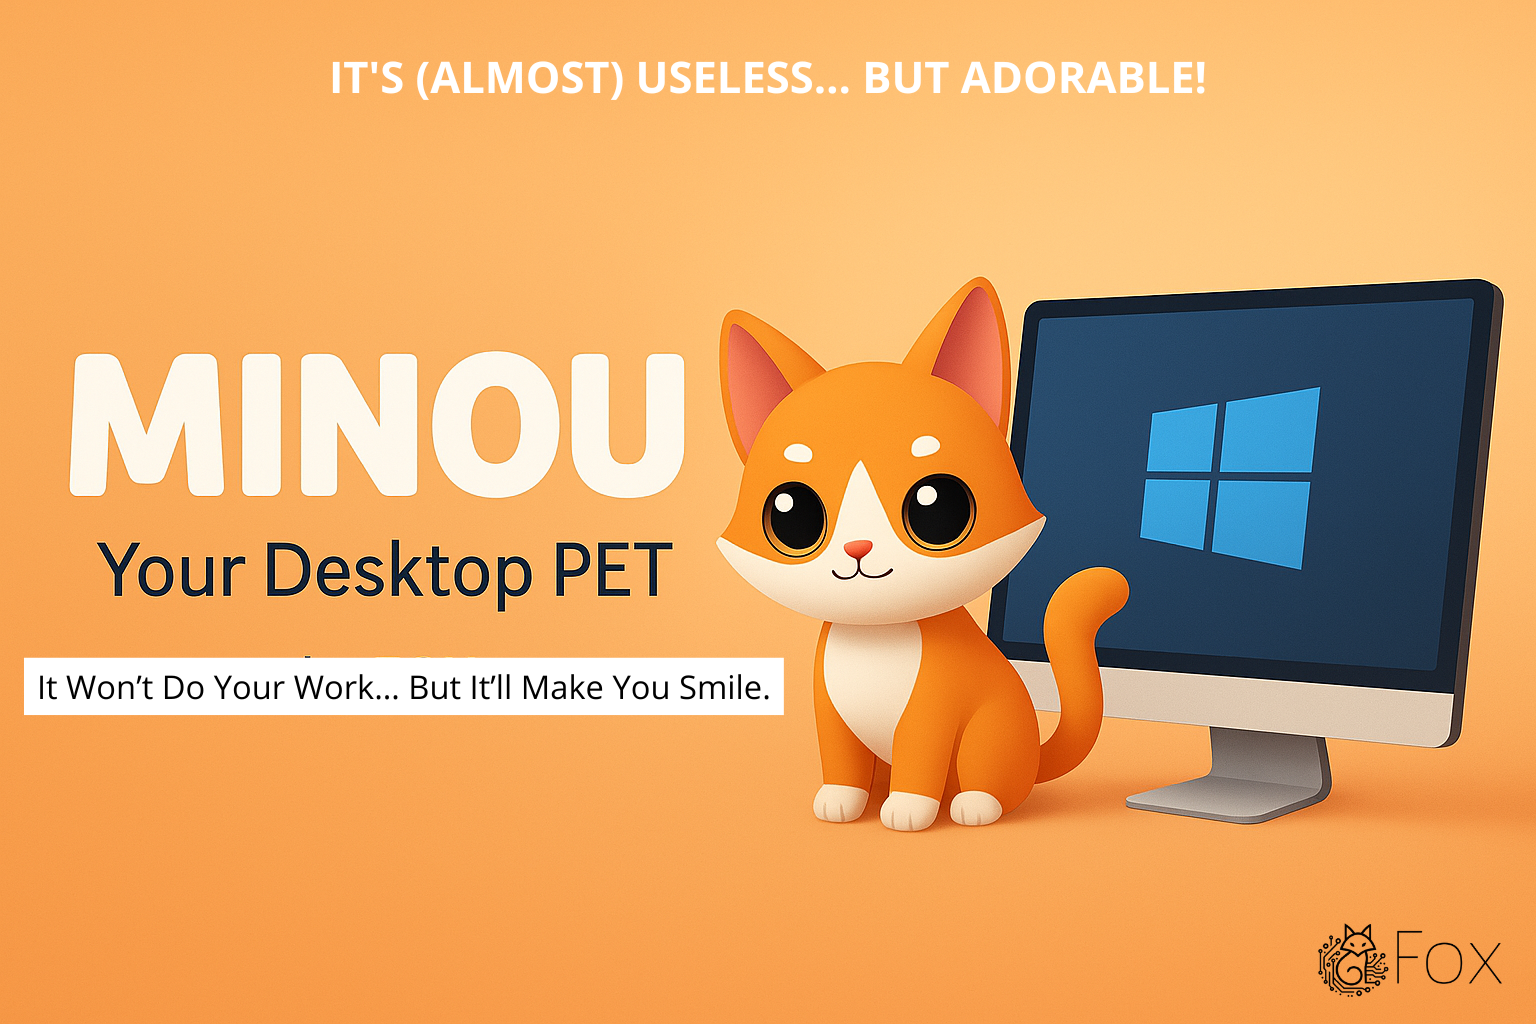 IT'S (ALMOST) USELESS... BUT ADORABLE!
MINOU
Your Desktop PET
It Won’t Do Your Work... But It’ll Make You Smile.
FOX